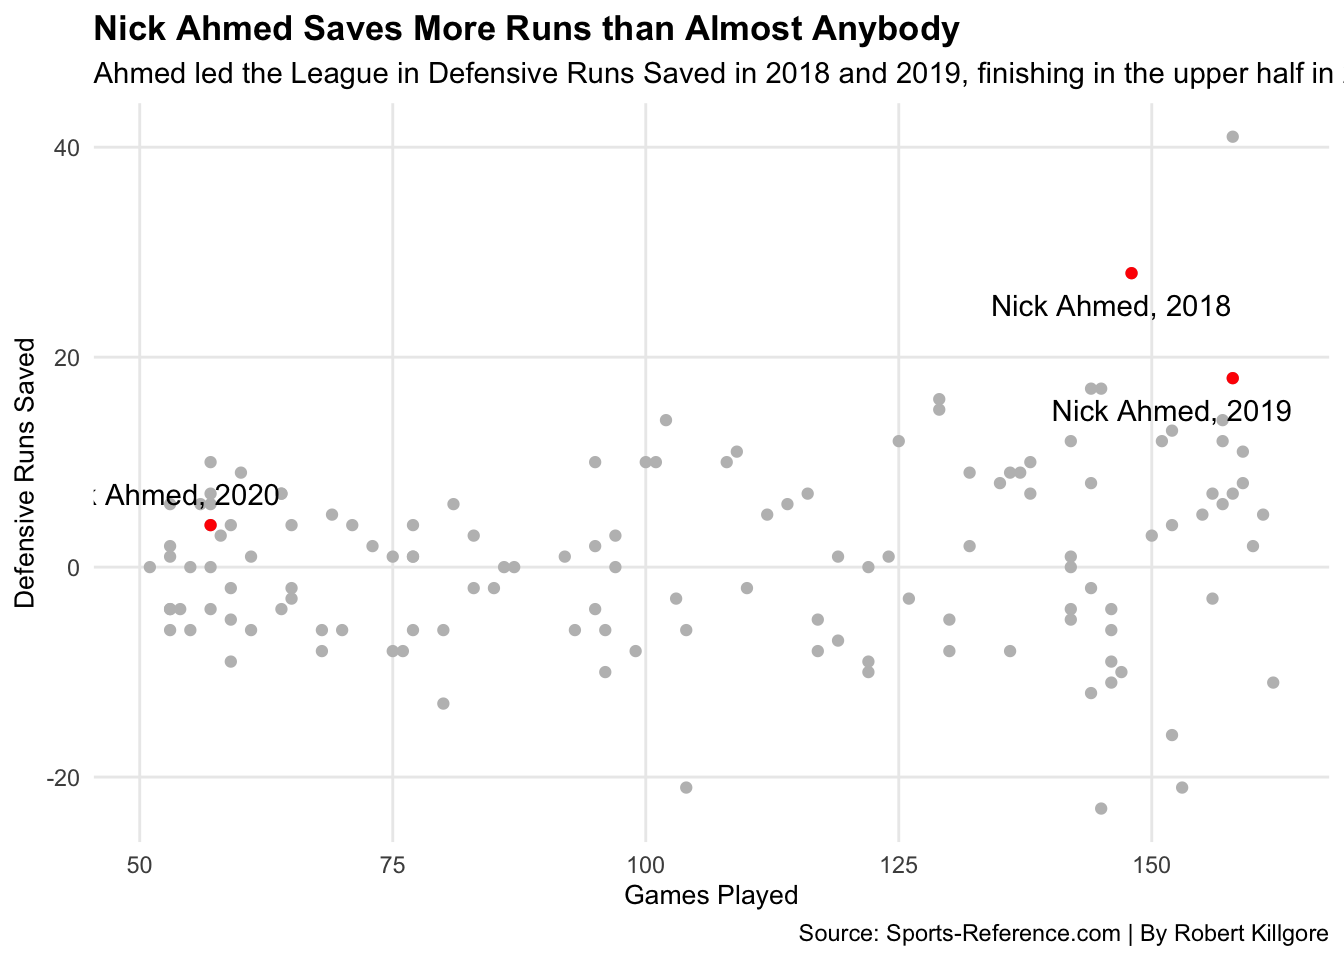 Nick Ahmed Saves More Runs than Almost Anybody
Ahmed led the League in Defensive Runs Saved in 2018 and 2019, finishing in the upper half in
40
Nick Ahmed, 2018
20
Nick Ahmed, 2019
Ahmed, 2020
Defensive Runs Saved
0
-20
50 75 100 125 150
Games Played
Source: Sports-Reference.com | By Robert Killgore